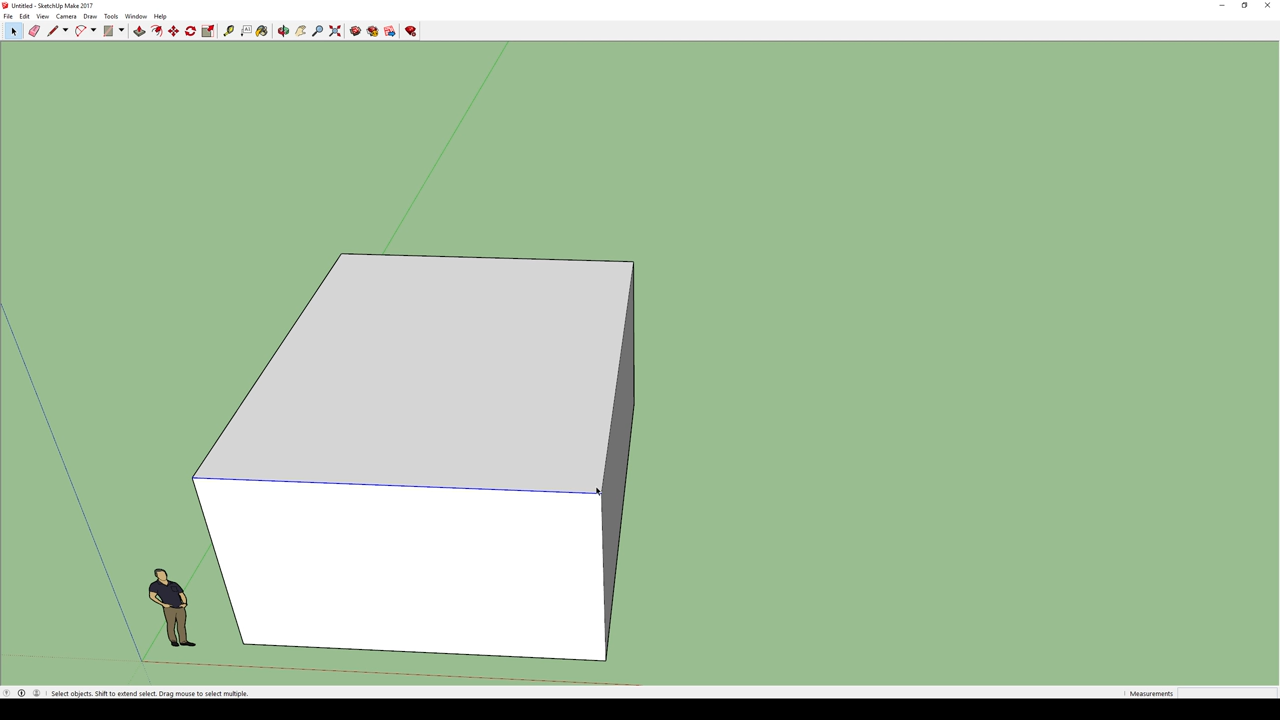 Untitled - SketchUp Make 2017
File Edit View Camera Draw Tools Window Help
A1
Select objects. Shift to extend select. Drag mouse to select multiple.
Measurements